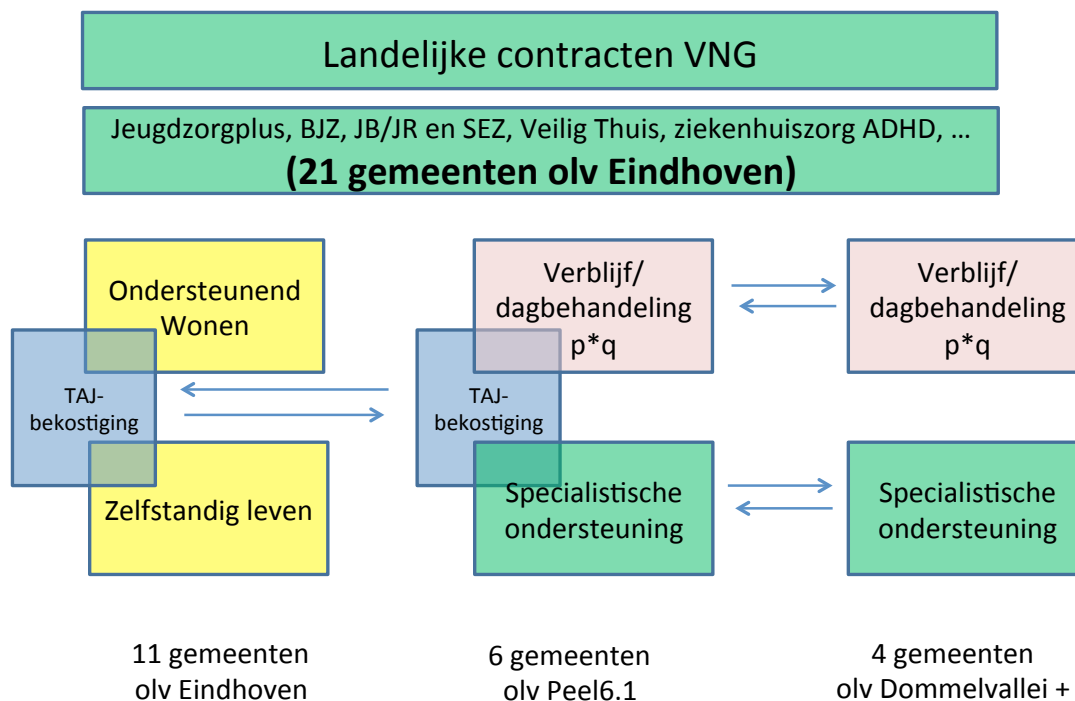 Landelijke contracten VNG
Jeugdzorgplus, BJZ, JB/JR en SEZ, Veilig Thuis, ziekenhuiszorg ADHD, ...
(21 gemeenten olv Eindhoven)
Ondersteunend
Wonen
TAJ-
bekostiging
Zelfstandig leven
11 gemeenten
olv Eindhoven
Verblijf/
dagbehandeling
p*q
TAJ-
bekostiging
Specialistische
ondersteuning
6 gemeenten
olv Peel6.1
Verblijf/
dagbehandeling
p*q
Specialistische
ondersteuning
4 gemeenten
olv Dommelvallei +